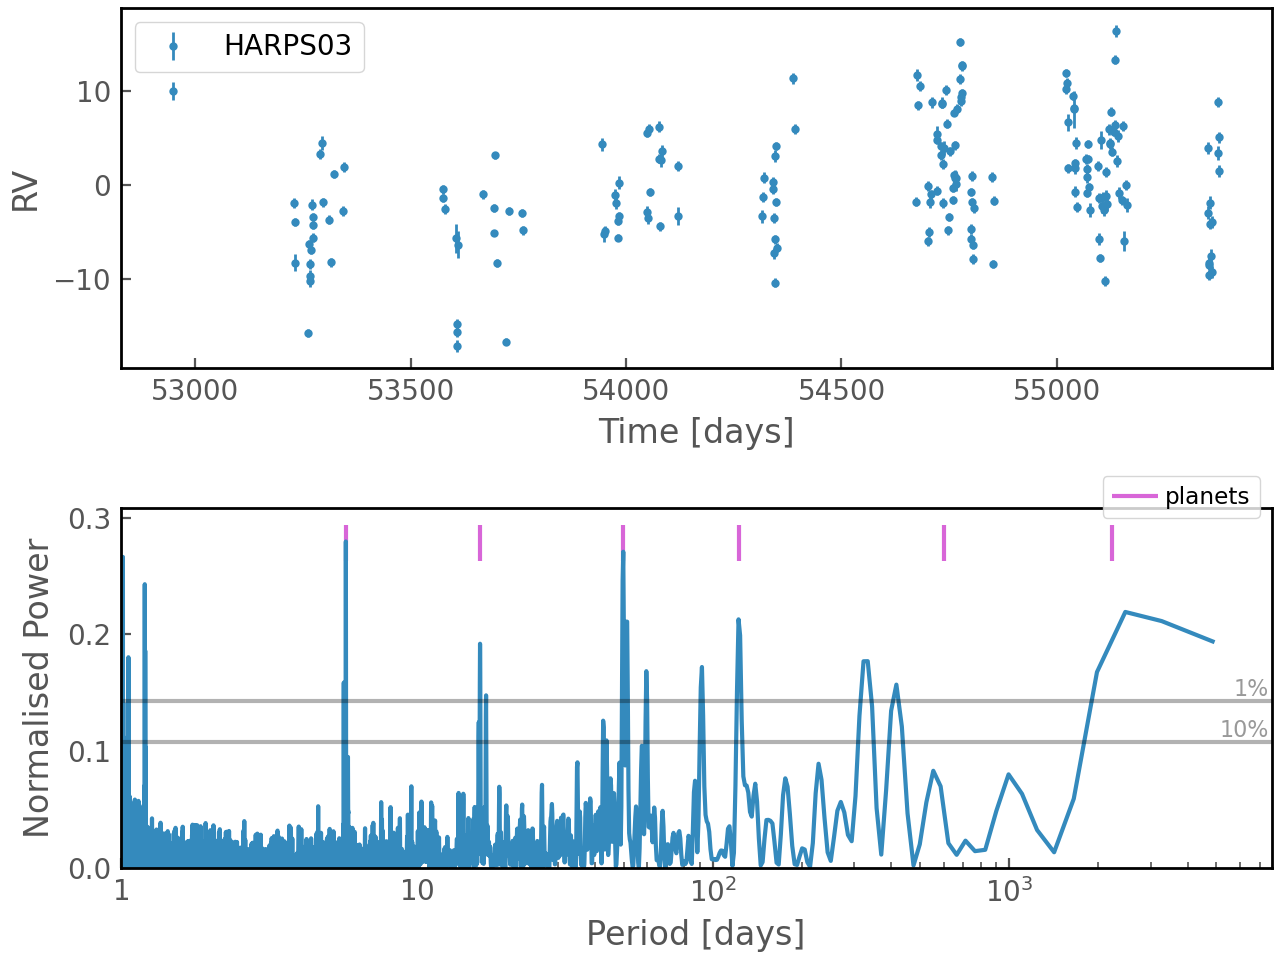 HARPS03
10
0
−10
RV
53000 53500 54000 54500 55000
Time [days]
planets
0.3
0.2
0.1
0.0
Normalised Power
1%
10%
1 10 10² 10³
Period [days]